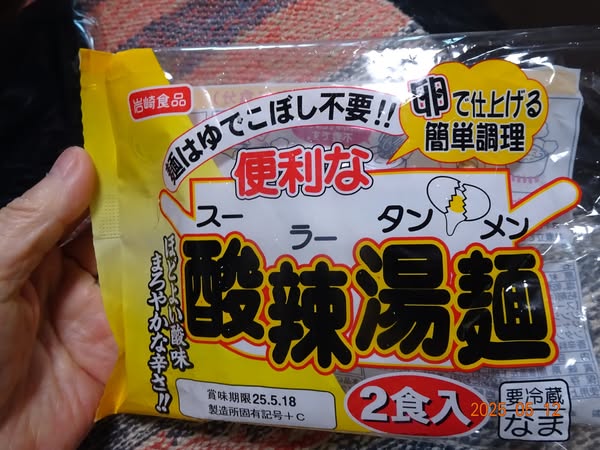 岩崎食品
麺はゆでこぼし不要!!
卵で仕上げる
簡単調理
便利な
スーラータンメン
酸辣湯麺
ほどよい酸味
まろやかな辛さ!!
賞味期限25.5.18
製造所固有記号+C
2食入
要冷蔵
なま
2025 05 12